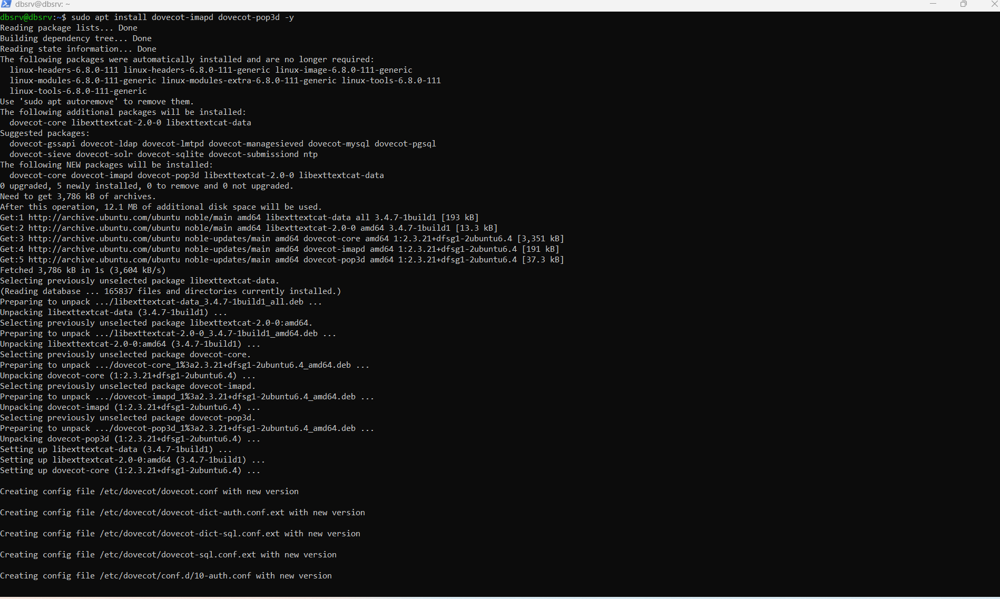 dbsrv@dbsrv: ~
dbsrv@dbsrv:~$ sudo apt install dovecot-imapd dovecot-pop3d -y
Reading package lists... Done
Building dependency tree... Done
Reading state information... Done
The following packages were automatically installed and are no longer required:
  linux-headers-6.8.0-111 linux-headers-6.8.0-111-generic linux-image-6.8.0-111-generic
  linux-modules-6.8.0-111-generic linux-modules-extra-6.8.0-111-generic linux-tools-6.8.0-111
  linux-tools-6.8.0-111-generic
Use 'sudo apt autoremove' to remove them.
The following additional packages will be installed:
  dovecot-core libexttextcat-2.0-0 libexttextcat-data
Suggested packages:
  dovecot-gssapi dovecot-ldap dovecot-lmtpd dovecot-managesieved dovecot-mysql dovecot-pgsql
  dovecot-sieve dovecot-solr dovecot-sqlite dovecot-submissiond ntp
The following NEW packages will be installed:
  dovecot-core dovecot-imapd dovecot-pop3d libexttextcat-2.0-0 libexttextcat-data
0 upgraded, 5 newly installed, 0 to remove and 0 not upgraded.
Need to get 3,786 kB of archives.
After this operation, 12.1 MB of additional disk space will be used.
Get:1 http://archive.ubuntu.com/ubuntu noble/main amd64 libexttextcat-data all 3.4.7-1build1 [193 kB]
Get:2 http://archive.ubuntu.com/ubuntu noble/main amd64 libexttextcat-2.0-0 amd64 3.4.7-1build1 [13.3 kB]
Get:3 http://archive.ubuntu.com/ubuntu noble-updates/main amd64 dovecot-core amd64 1:2.3.21+dfsg1-2ubuntu6.4 [3,351 kB]
Get:4 http://archive.ubuntu.com/ubuntu noble-updates/main amd64 dovecot-imapd amd64 1:2.3.21+dfsg1-2ubuntu6.4 [191 kB]
Get:5 http://archive.ubuntu.com/ubuntu noble-updates/main amd64 dovecot-pop3d amd64 1:2.3.21+dfsg1-2ubuntu6.4 [37.3 kB]
Fetched 3,786 kB in 1s (3,604 kB/s)
Selecting previously unselected package libexttextcat-data.
(Reading database ... 165837 files and directories currently installed.)
Preparing to unpack .../libexttextcat-data_3.4.7-1build1_all.deb ...
Unpacking libexttextcat-data (3.4.7-1build1) ...
Selecting previously unselected package libexttextcat-2.0-0:amd64.
Preparing to unpack .../libexttextcat-2.0-0_3.4.7-1build1_amd64.deb ...
Unpacking libexttextcat-2.0-0:amd64 (3.4.7-1build1) ...
Selecting previously unselected package dovecot-core.
Preparing to unpack .../dovecot-core_1%3a2.3.21+dfsg1-2ubuntu6.4_amd64.deb ...
Unpacking dovecot-core (1:2.3.21+dfsg1-2ubuntu6.4) ...
Selecting previously unselected package dovecot-imapd.
Preparing to unpack .../dovecot-imapd_1%3a2.3.21+dfsg1-2ubuntu6.4_amd64.deb ...
Unpacking dovecot-imapd (1:2.3.21+dfsg1-2ubuntu6.4) ...
Selecting previously unselected package dovecot-pop3d.
Preparing to unpack .../dovecot-pop3d_1%3a2.3.21+dfsg1-2ubuntu6.4_amd64.deb ...
Unpacking dovecot-pop3d (1:2.3.21+dfsg1-2ubuntu6.4) ...
Setting up libexttextcat-data (3.4.7-1build1) ...
Setting up libexttextcat-2.0-0:amd64 (3.4.7-1build1) ...
Setting up dovecot-core (1:2.3.21+dfsg1-2ubuntu6.4) ...
Creating config file /etc/dovecot/dovecot.conf with new version
Creating config file /etc/dovecot/dovecot-dict-auth.conf.ext with new version
Creating config file /etc/dovecot/dovecot-dict-sql.conf.ext with new version
Creating config file /etc/dovecot/dovecot-sql.conf.ext with new version
Creating config file /etc/dovecot/conf.d/10-auth.conf with new version